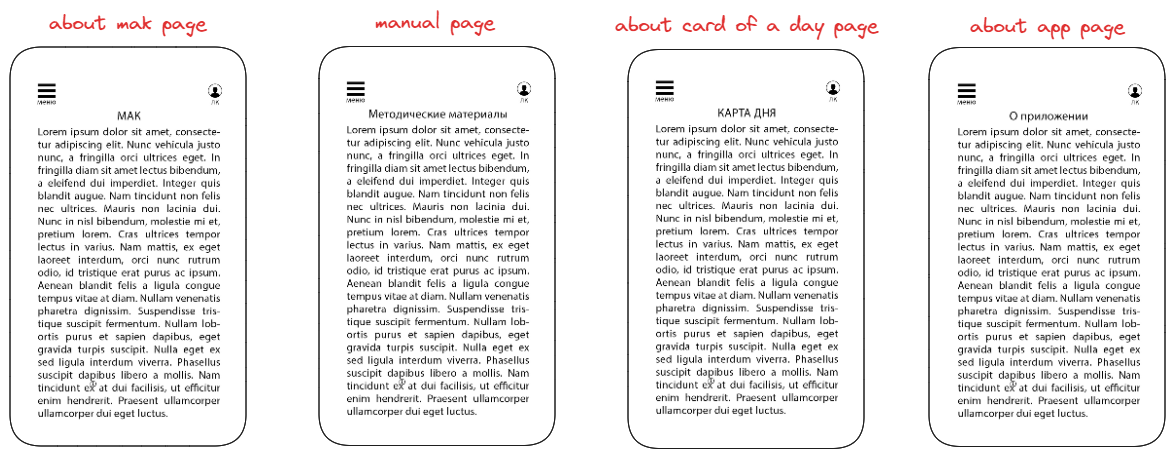 about mak page
меню
ЛК
МАК
Lorem ipsum dolor sit amet, consecte-
tur adipiscing elit. Nunc vehicula justo
nunc, a fringilla orci ultrices eget. In
fringilla diam sit amet lectus bibendum,
a eleifend dui imperdiet. Integer quis
blandit augue. Nam tincidunt non felis
nec ultrices. Mauris non lacinia dui.
Nunc in nisl bibendum, molestie mi et,
pretium lorem. Cras ultrices tempor
lectus in varius. Nam mattis, ex eget
laoreet interdum, orci nunc rutrum
odio, id tristique erat purus ac ipsum.
Aenean blandit felis a ligula congue
tempus vitae at diam. Nullam venenatis
pharetra dignissim. Suspendisse tris-
tique suscipit fermentum. Nullam lob-
ortis purus et sapien dapibus, eget
gravida turpis suscipit. Nulla eget ex
sed ligula interdum viverra. Phasellus
suscipit dapibus libero a mollis. Nam
tincidunt ex at dui facilisis, ut efficitur
enim hendrerit. Praesent ullamcorper
ullamcorper dui eget luctus.
manual page
меню
ЛК
Методические материалы
Lorem ipsum dolor sit amet, consecte-
tur adipiscing elit. Nunc vehicula justo
nunc, a fringilla orci ultrices eget. In
fringilla diam sit amet lectus bibendum,
a eleifend dui imperdiet. Integer quis
blandit augue. Nam tincidunt non felis
nec ultrices. Mauris non lacinia dui.
Nunc in nisl bibendum, molestie mi et,
pretium lorem. Cras ultrices tempor
lectus in varius. Nam mattis, ex eget
laoreet interdum, orci nunc rutrum
odio, id tristique erat purus ac ipsum.
Aenean blandit felis a ligula congue
tempus vitae at diam. Nullam venenatis
pharetra dignissim. Suspendisse tris-
tique suscipit fermentum. Nullam lob-
ortis purus et sapien dapibus, eget
gravida turpis suscipit. Nulla eget ex
sed ligula interdum viverra. Phasellus
suscipit dapibus libero a mollis. Nam
tincidunt ex at dui facilisis, ut efficitur
enim hendrerit. Praesent ullamcorper
ullamcorper dui eget luctus.
about card of a day page
меню
ЛК
КАРТА ДНЯ
Lorem ipsum dolor sit amet, consecte-
tur adipiscing elit. Nunc vehicula justo
nunc, a fringilla orci ultrices eget. In
fringilla diam sit amet lectus bibendum,
a eleifend dui imperdiet. Integer quis
blandit augue. Nam tincidunt non felis
nec ultrices. Mauris non lacinia dui.
Nunc in nisl bibendum, molestie mi et,
pretium lorem. Cras ultrices tempor
lectus in varius. Nam mattis, ex eget
laoreet interdum, orci nunc rutrum
odio, id tristique erat purus ac ipsum.
Aenean blandit felis a ligula congue
tempus vitae at diam. Nullam venenatis
pharetra dignissim. Suspendisse tris-
tique suscipit fermentum. Nullam lob-
ortis purus et sapien dapibus, eget
gravida turpis suscipit. Nulla eget ex
sed ligula interdum viverra. Phasellus
suscipit dapibus libero a mollis. Nam
tincidunt ex at dui facilisis, ut efficitur
enim hendrerit. Praesent ullamcorper
ullamcorper dui eget luctus.
about app page
меню
ЛК
О приложении
Lorem ipsum dolor sit amet, consecte-
tur adipiscing elit. Nunc vehicula justo
nunc, a fringilla orci ultrices eget. In
fringilla diam sit amet lectus bibendum,
a eleifend dui imperdiet. Integer quis
blandit augue. Nam tincidunt non felis
nec ultrices. Mauris non lacinia dui.
Nunc in nisl bibendum, molestie mi et,
pretium lorem. Cras ultrices tempor
lectus in varius. Nam mattis, ex eget
laoreet interdum, orci nunc rutrum
odio, id tristique erat purus ac ipsum.
Aenean blandit felis a ligula congue
tempus vitae at diam. Nullam venenatis
pharetra dignissim. Suspendisse tris-
tique suscipit fermentum. Nullam lob-
ortis purus et sapien dapibus, eget
gravida turpis suscipit. Nulla eget ex
sed ligula interdum viverra. Phasellus
suscipit dapibus libero a mollis. Nam
tincidunt ex at dui facilisis, ut efficitur
enim hendrerit. Praesent ullamcorper
ullamcorper dui eget luctus.